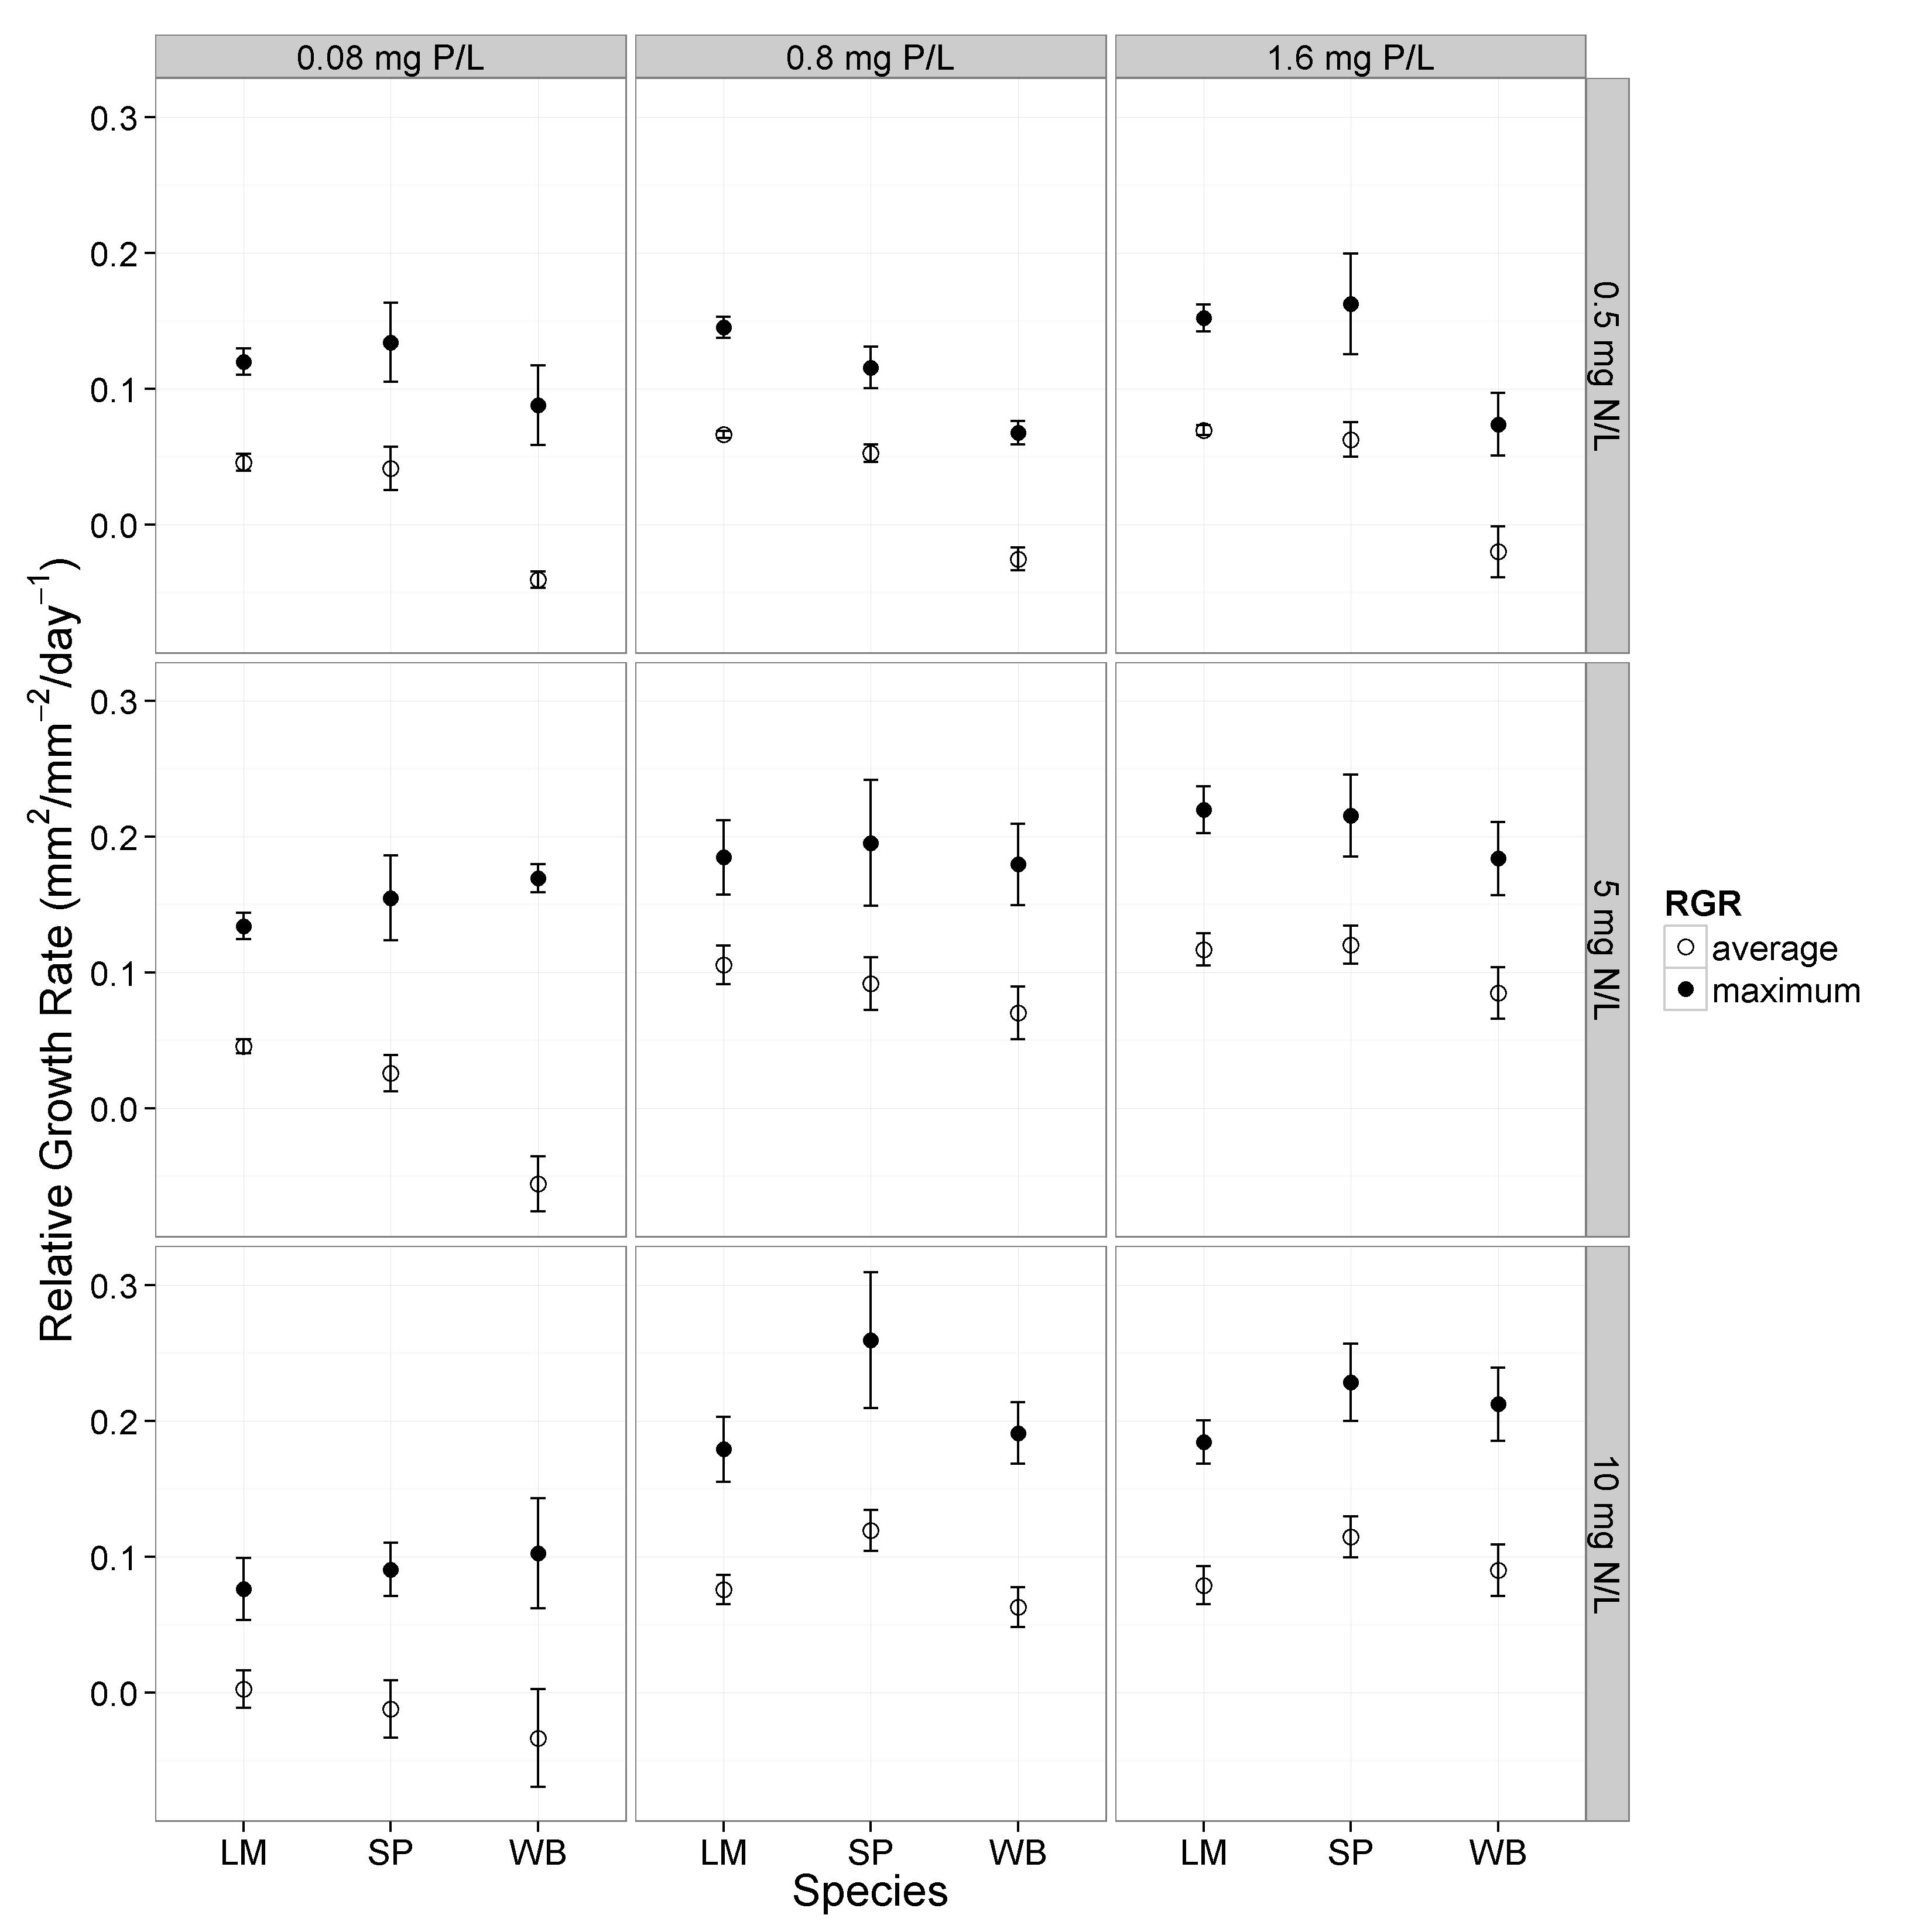 0.08 mg P/L
0.8 mg P/L
1.6 mg P/L
0.3
0.2
0.1
0.0
0.5 mg N/L
0.3
0.2
0.1
0.0
5 mg N/L
0.3
0.2
0.1
0.0
10 mg N/L
Relative Growth Rate (mm²/mm⁻²/day⁻¹)
LM SP WB
LM SP WB
LM SP WB
Species
RGR
average
maximum